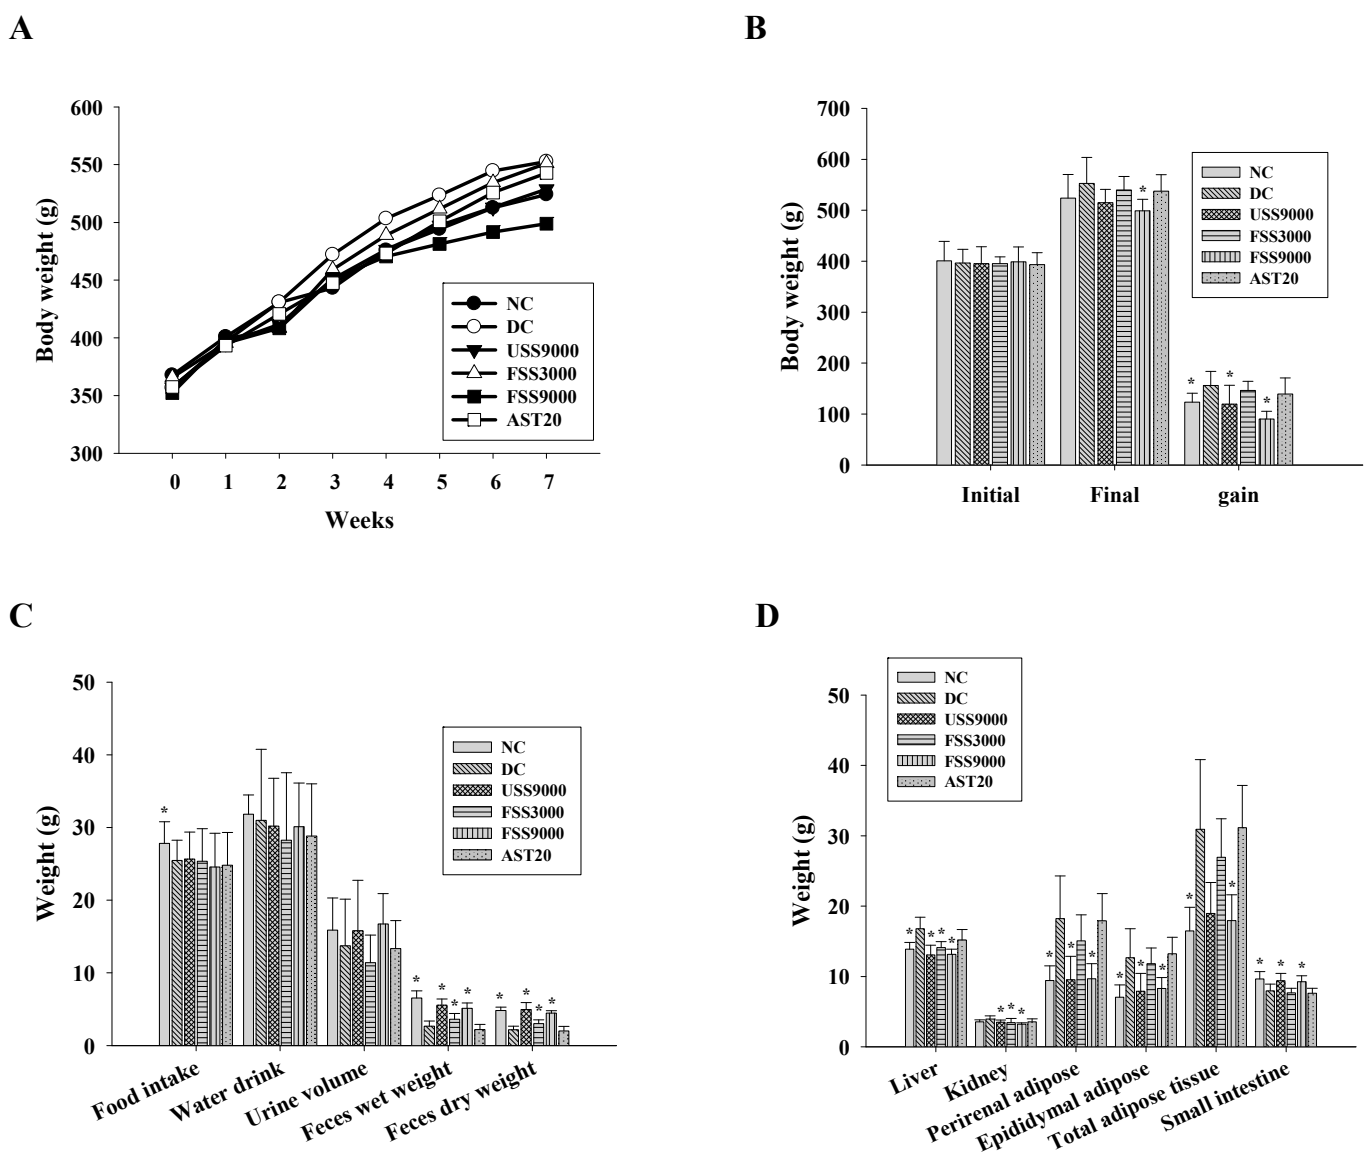 A
B
600
550
500
450
400
350
300
Body weight (g)
NC
DC
USS9000
FSS3000
FSS9000
AST20
0 1 2 3 4 5 6 7
Weeks
700
600
500
400
300
200
100
0
Body weight (g)
* * * *
NC
DC
USS9000
FSS3000
FSS9000
AST20
Initial Final gain
C
D
50
40
30
20
10
0
Weight (g)
NC
DC
USS9000
FSS3000
FSS9000
AST20
* * * * * * * * *
Food intake
Water drink
Urine volume
Feces wet weight
Feces dry weight
NC
DC
USS9000
FSS3000
FSS9000
AST20
50
40
30
20
10
0
Weight (g)
* * * * * * * * * * * * * * * * * *
Liver
Kidney
Perirenal adipose
Epididymal adipose
Total adipose tissue
Small intestine